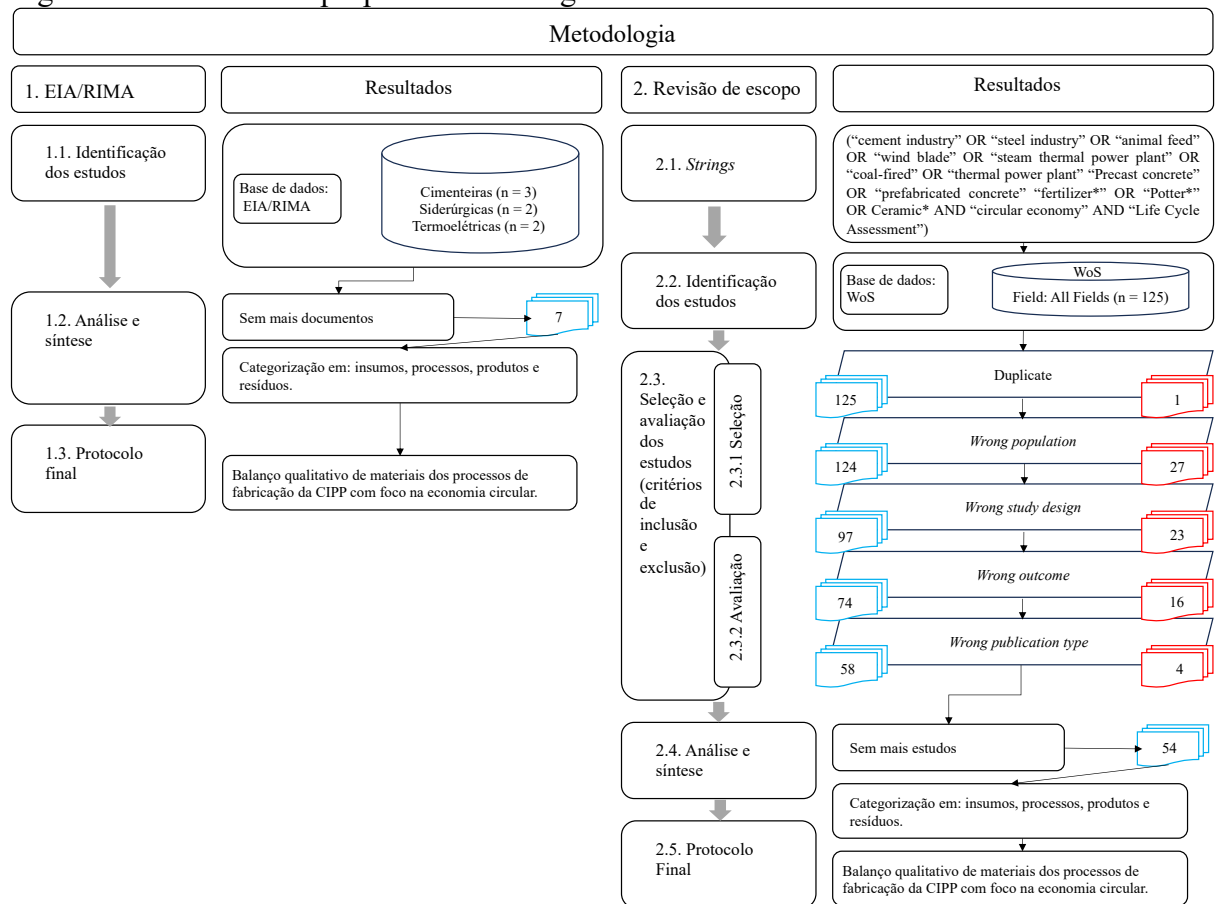 Metodologia
1. EIA/RIMA
Resultados
1.1. Identificação
dos estudos
Base de dados:
EIA/RIMA
Cimenteiras (n = 3)
Siderúrgicas (n = 2)
Termoelétricas (n = 2)
1.2. Análise e
síntese
Sem mais documentos
7
Categorização em: insumos, processos, produtos e
resíduos.
1.3. Protocolo
final
Balanço qualitativo de materiais dos processos de
fabricação da CIPP com foco na economia circular.
2. Revisão de escopo
Resultados
2.1. Strings
(“cement industry” OR “steel industry” OR “animal feed”
OR “wind blade” OR “steam thermal power plant” OR
“coal-fired” OR “thermal power plant” “Precast concrete”
OR “prefabricated concrete” “fertilizer*” OR “Potter*”
OR Ceramic* AND “circular economy” AND “Life Cycle
Assessment”)
2.2. Identificação
dos estudos
Base de dados:
WoS
WoS
Field: All Fields (n = 125)
2.3.
Seleção e
avaliação
dos
estudos
(critérios
de
inclusão
e
exclusão)
2.3.1 Seleção
2.3.2 Avaliação
Duplicate
125
1
Wrong population
124
27
Wrong study design
97
23
Wrong outcome
74
16
Wrong publication type
58
4
2.4. Análise e
síntese
Sem mais estudos
54
Categorização em: insumos, processos, produtos e
resíduos.
2.5. Protocolo
Final
Balanço qualitativo de materiais dos processos de
fabricação da CIPP com foco na economia circular.